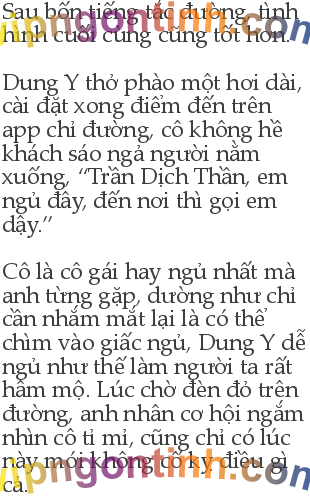 Sau bốn tiếng tắc đường, tình
hình cuối cùng cũng tốt hơn.
vipngontinh.com
Dung Y thở phào một hơi dài,
cài đặt xong điểm đến trên
app chỉ đường, cô không hề
khách sáo ngả người nằm
xuống, “Trần Dịch Thần, em
ngủ đây, đến nơi thì gọi em
dậy.”
Cô là cô gái hay ngủ nhất mà
anh từng gặp, dường như chỉ
cần nhắm mắt lại là có thể
chìm vào giấc ngủ, Dung Y dễ
ngủ như thế làm người ta rất
hâm mộ. Lúc chờ đèn đỏ trên
đường, anh nhân cơ hội ngắm
nhìn cô tỉ mỉ, cũng chỉ có lúc
này mới không cố kỵ điều gì
cả.
vipngontinh.com